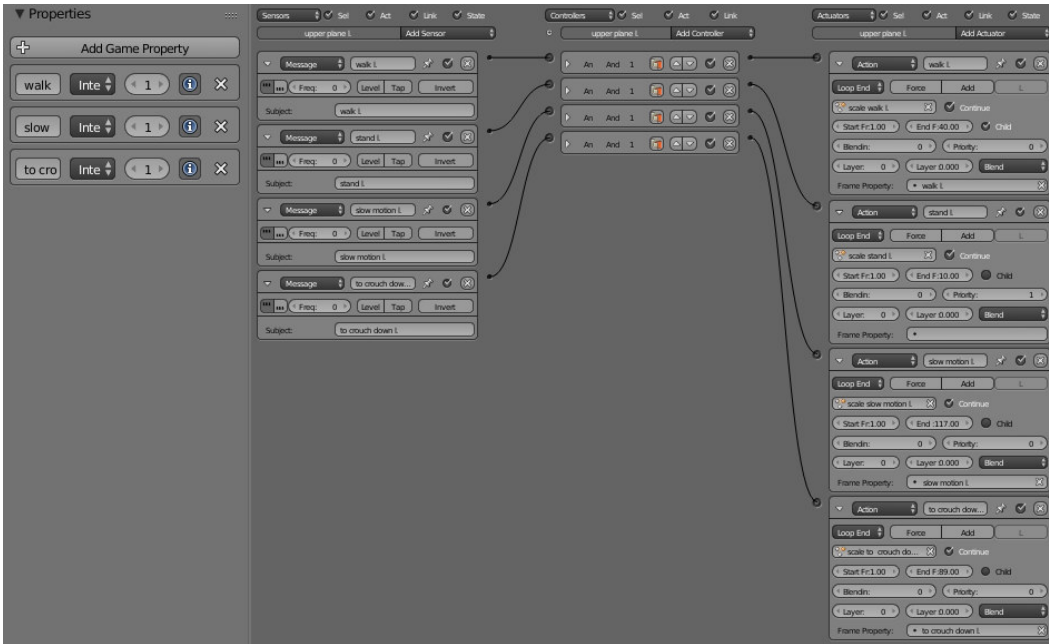 Properties
Add Game Property
walk Inte 1
slow Inte 1
to cro Inte 1
Sensors Sel Act Link State
upper plane l. Add Sensor
Message walk l.
Freq: 0 Level Tap Invert
Subject: walk l.
Message stand l.
Freq: 0 Level Tap Invert
Subject: stand l.
Message slow motion l.
Freq: 0 Level Tap Invert
Subject: slow motion l.
Message to crouch dow...
Freq: 0 Level Tap Invert
Subject: to crouch down l.
Controllers Sel Act Link
upper plane l. Add Controller
An And 1
An And 1
An And 1
An And 1
Actuators Sel Act Link State
upper plane l. Add Actuator
Action walk l.
Loop End Force Add L
scale walk l. Continue
Start Fr:1.00 End F:40.00 Child
Blendin: 0 Priority: 0
Layer: 0 Layer :0.000 Blend
Frame Property: walk l.
Action stand l.
Loop End Force Add L
scale stand l. Continue
Start Fr:1.00 End F:10.00 Child
Blendin: 0 Priority: 1
Layer: 0 Layer :0.000 Blend
Frame Property:
Action slow motion l.
Loop End Force Add L
scale slow motion l. Continue
Start Fr:1.00 End :117.00 Child
Blendin: 0 Priority: 0
Layer: 0 Layer :0.000 Blend
Frame Property: slow motion l.
Action to crouch dow...
Loop End Force Add L
scale to crouch do... Continue
Start Fr:1.00 End F:89.00 Child
Blendin: 0 Priority: 0
Layer: 0 Layer :0.000 Blend
Frame Property: to crouch down l.